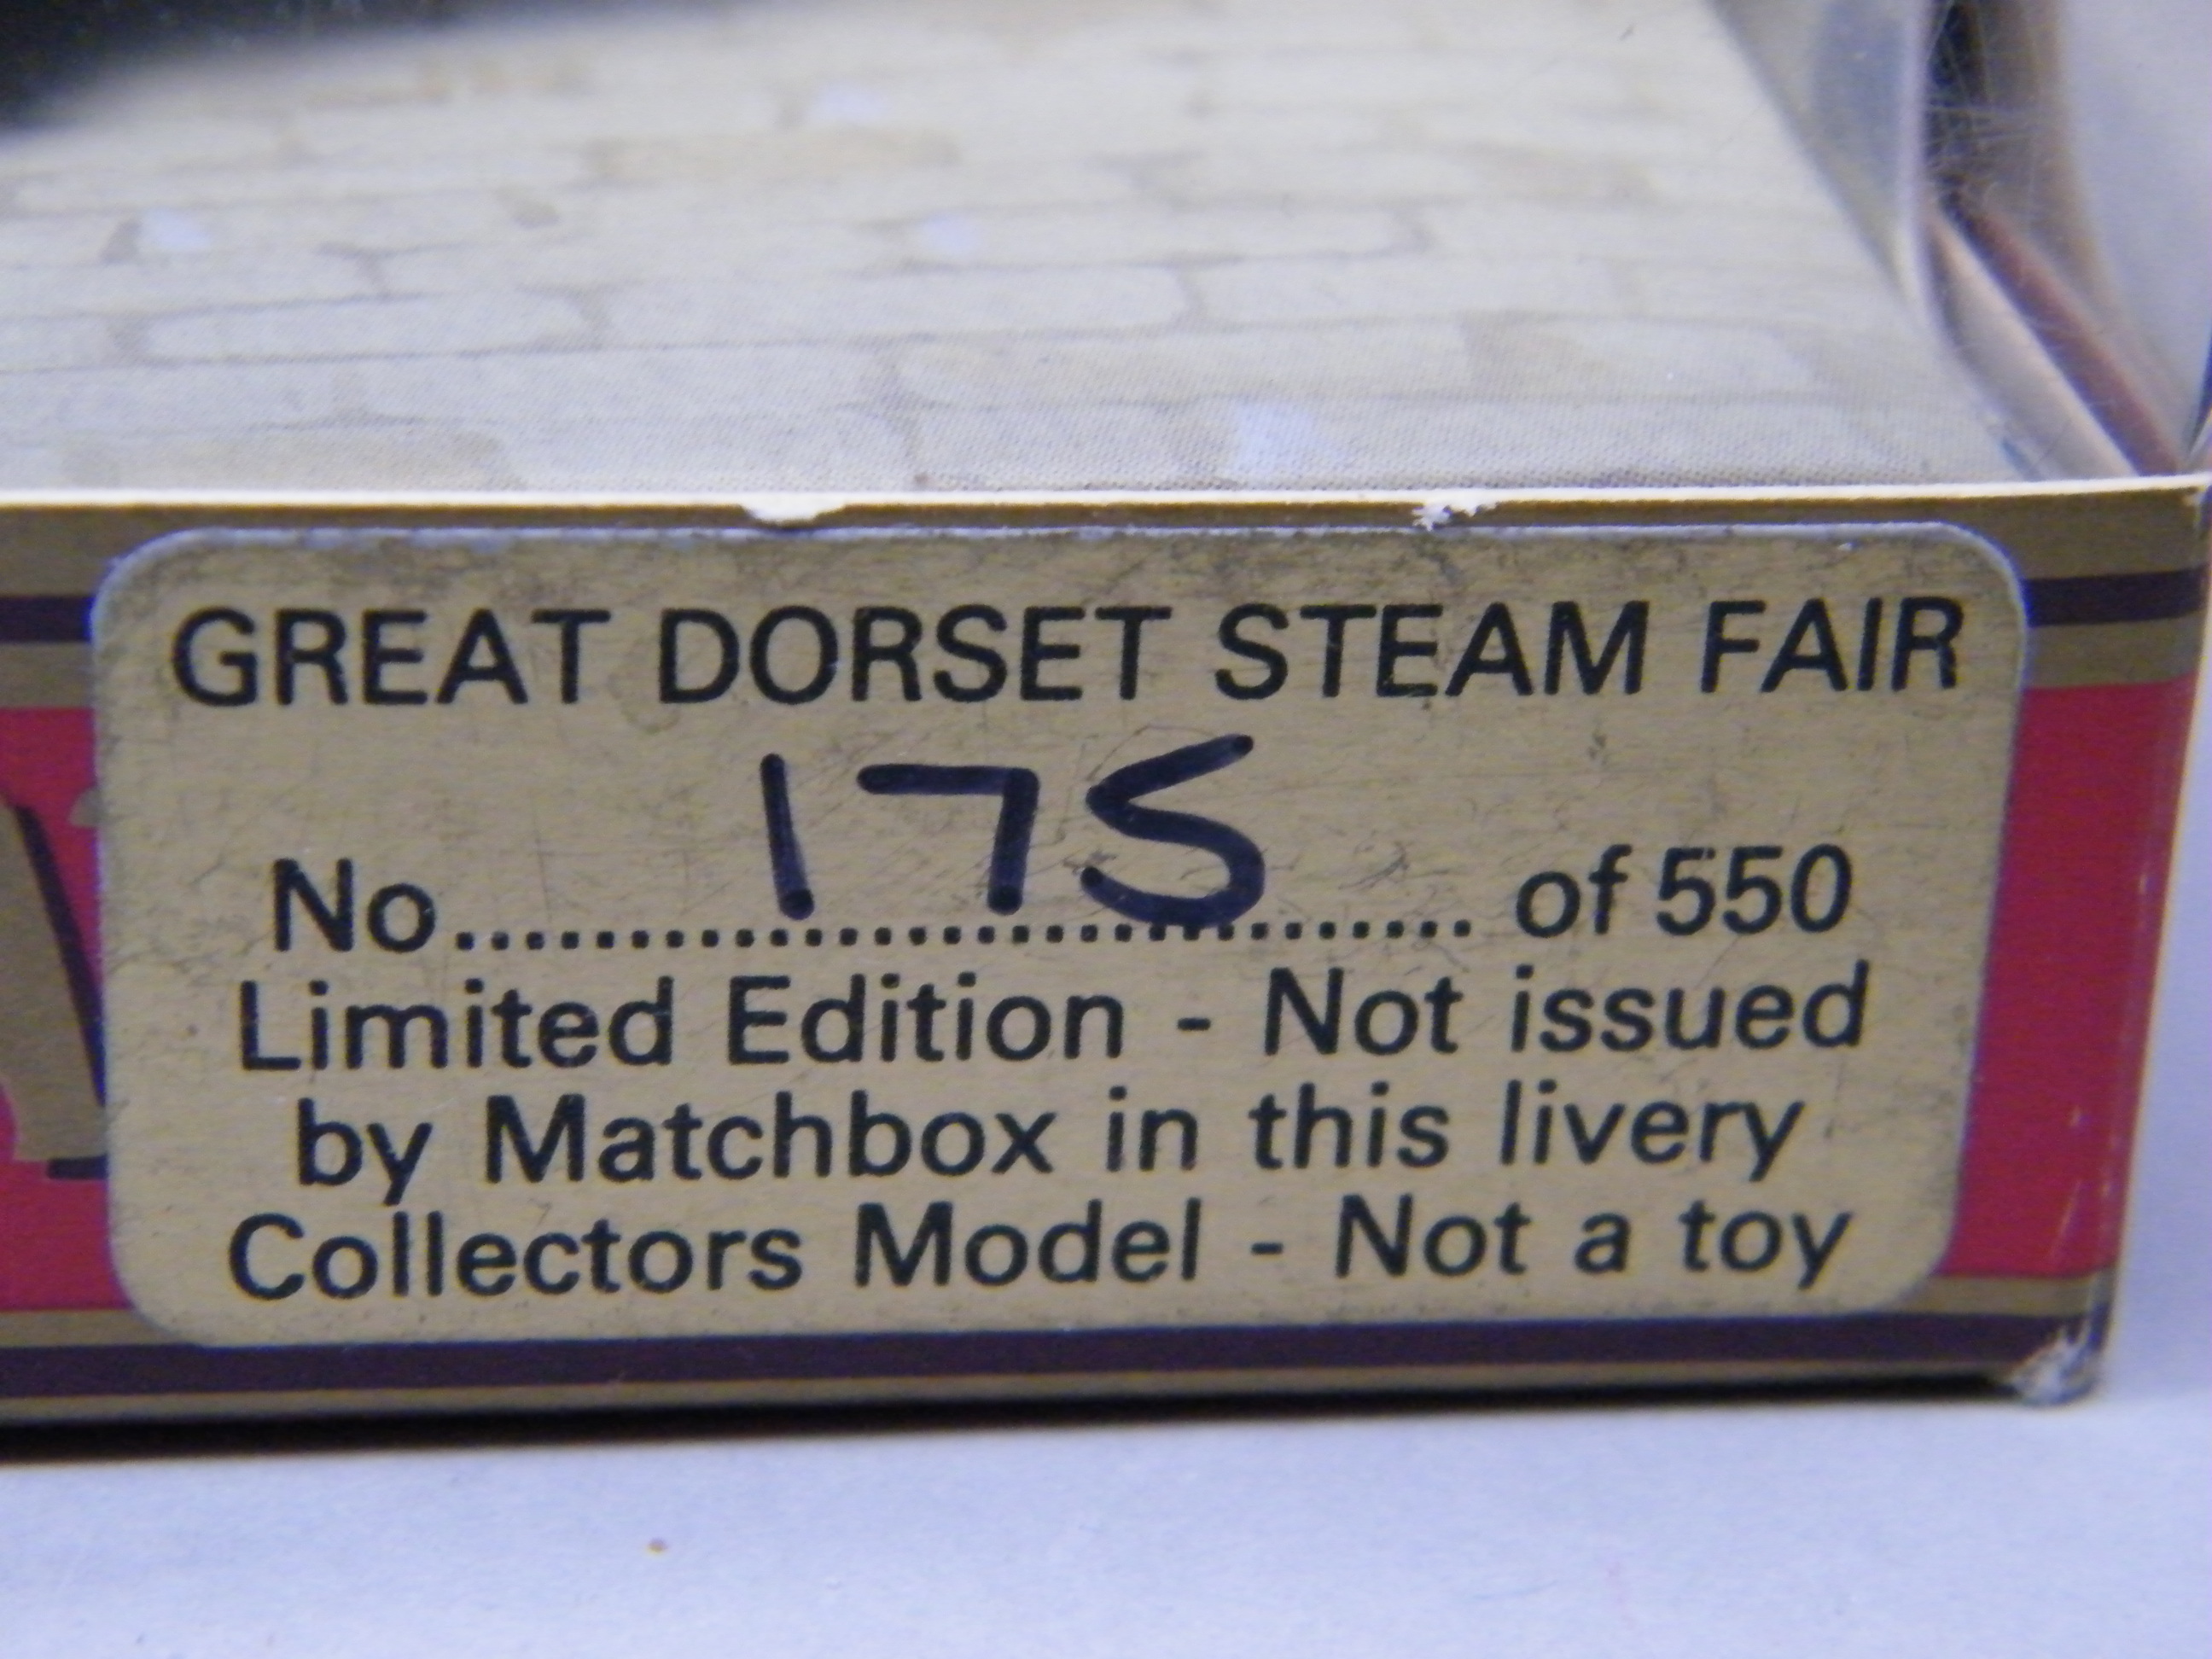 GREAT DORSET STEAM FAIR
No.......175....... of 550
Limited Edition - Not issued
by Matchbox in this livery
Collectors Model - Not a toy